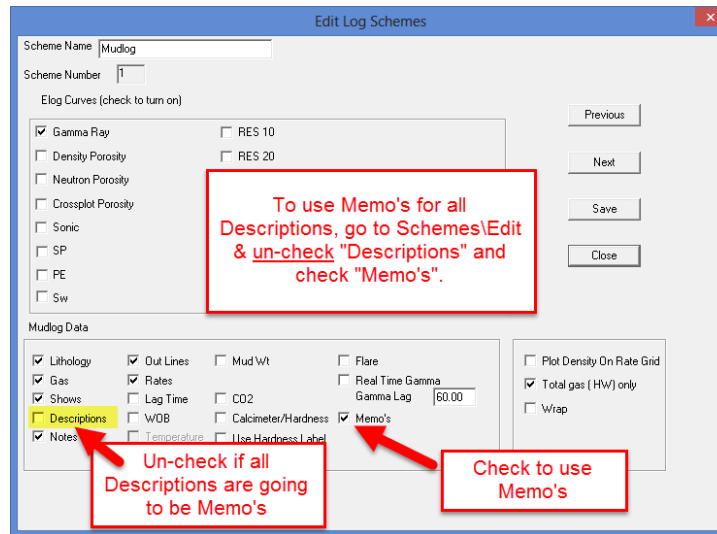 Edit Log Schemes
x
Scheme Name Mudlog
Scheme Number 1
Elog Curves (check to turn on)
Gamma Ray
Density Porosity
Neutron Porosity
Crossplot Porosity
Sonic
SP
PE
Sw
RES 10
RES 20
To use Memo's for all
Descriptions, go to Schemes\Edit
& un-check "Descriptions" and
check "Memo's".
Previous
Next
Save
Close
Mudlog Data
Lithology
Gas
Shows
Descriptions
Notes
Out Lines
Rates
Lag Time
WOB
Temperature
Mud Wt
CO2
Calcimeter/Hardness
Use Hardness Label
Flare
Real Time Gamma
Gamma Lag 60.00
Memo's
Plot Density On Rate Grid
Total gas ( HW) only
Wrap
Un-check if all
Descriptions are going
to be Memo's
Check to use
Memo's